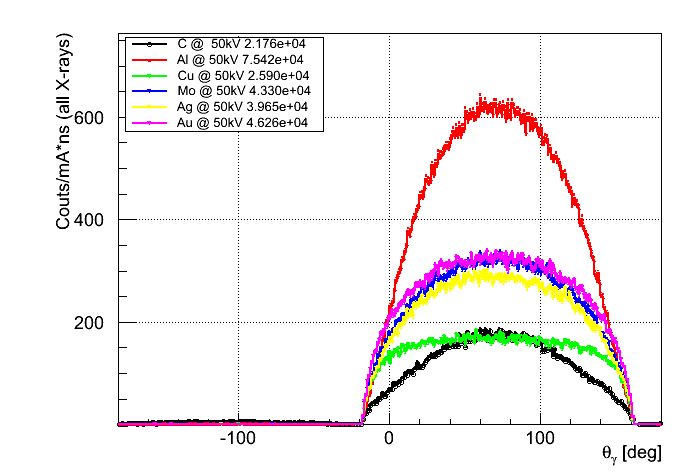 Couts/mA*ns (all X-rays)
C @  50kV 2.176e+04
Al @ 50kV 7.542e+04
Cu @ 50kV 2.590e+04
Mo @ 50kV 4.330e+04
Ag @ 50kV 3.965e+04
Au @ 50kV 4.626e+04
600
400
200
-100 0 100
θγ [deg]